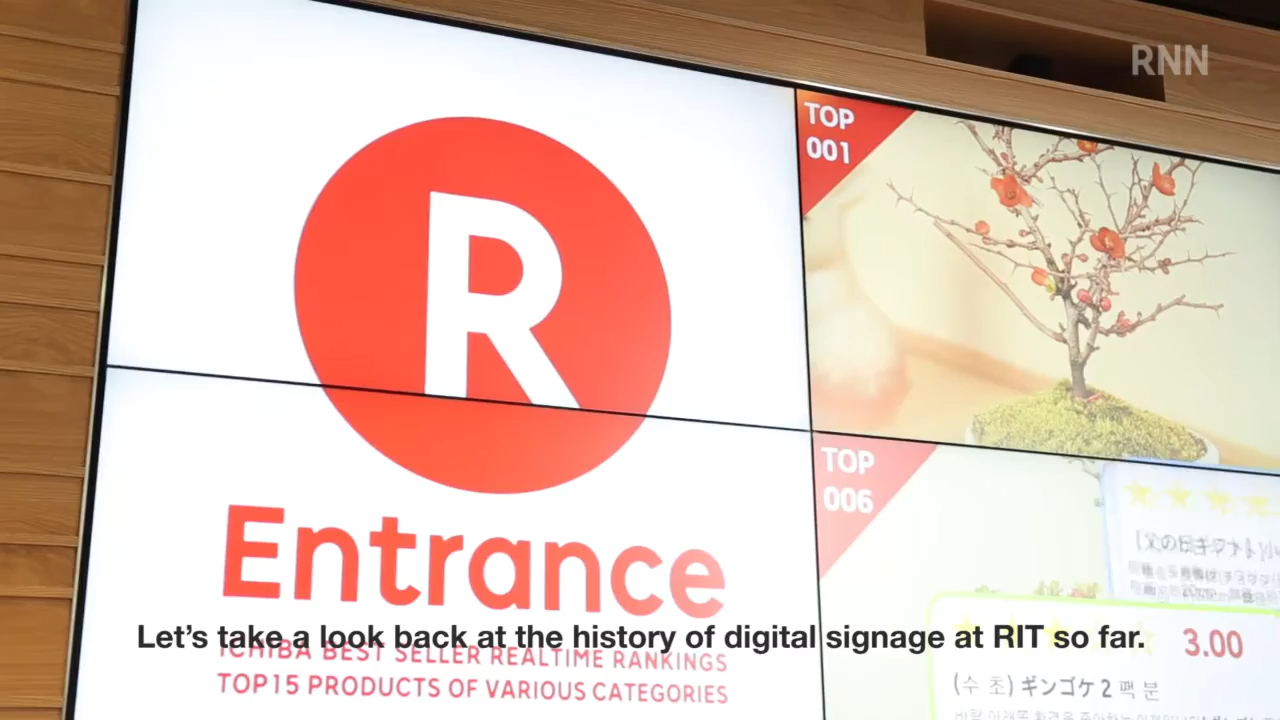 RNN
R
Entrance
ICHIBA BEST SELLER REALTIME RANKINGS
TOP15 PRODUCTS OF VARIOUS CATEGORIES
TOP
001
TOP
006
3.00
(수 초) ギンゴケ 2 팩 분
Let's take a look back at the history of digital signage at RIT so far.